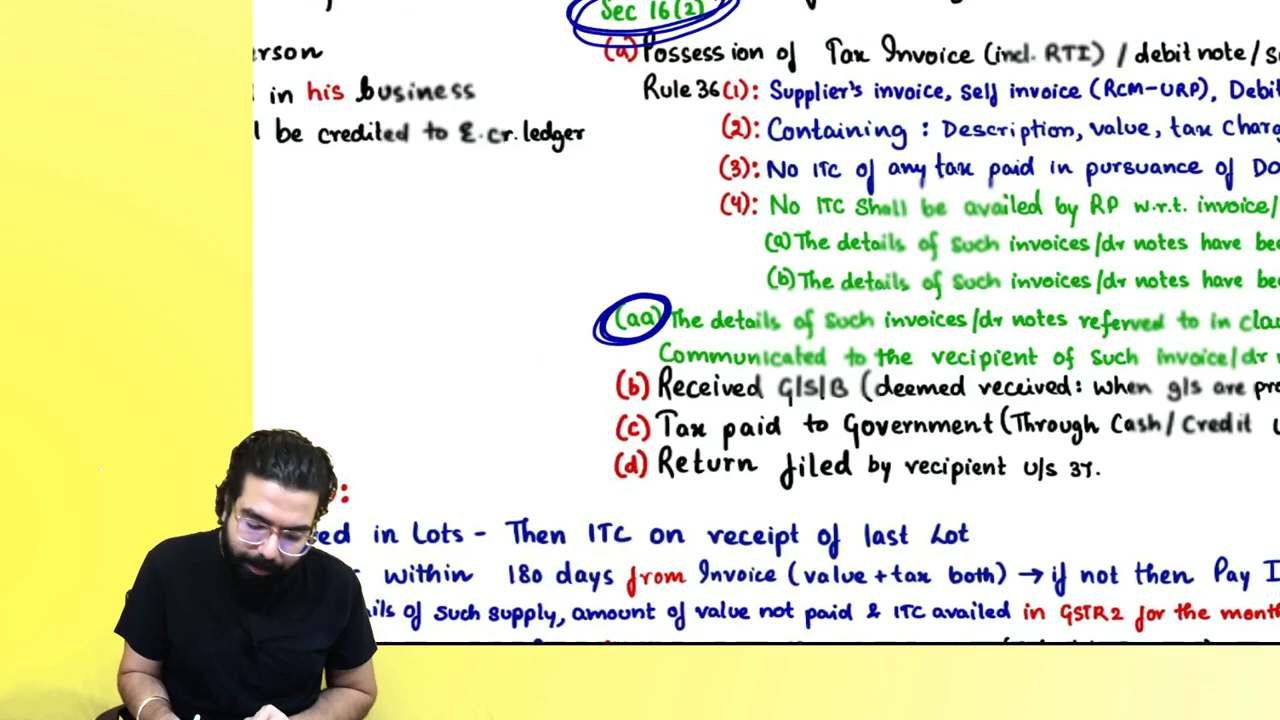 Sec 16(2)
erson
(a) Possession of Tax Invoice (incl. RTI) / debit note/s
in his business
Rule 36(1): Supplier's invoice, self invoice (RCM-URP), Debi
l be credited to E.cr.ledger
(2): Containing : Description, value, tax charg
(3): No ITC of any tax paid in pursuance of
(4): No ITC shall be availed by RP w.r.t. invoice/
(a) The details of such invoices/dr notes have bee
(b) The details of such invoices/dr notes have bee
(aa) The details of such invoices/dr notes referred to in clau
Communicated to the recipient of such invoice/dr
(b) Received G/S/B (deemed received: when g/s are pro
(c) Tax paid to Government (Through Cash/Credit u
(d) Return filed by recipient u/s 37.
:
ed in Lots - Then ITC on receipt of last Lot
within 180 days from Invoice (value+tax both) → if not then Pay I
ils of such supply, amount of value not paid & ITC availed in GSTR2 for the month